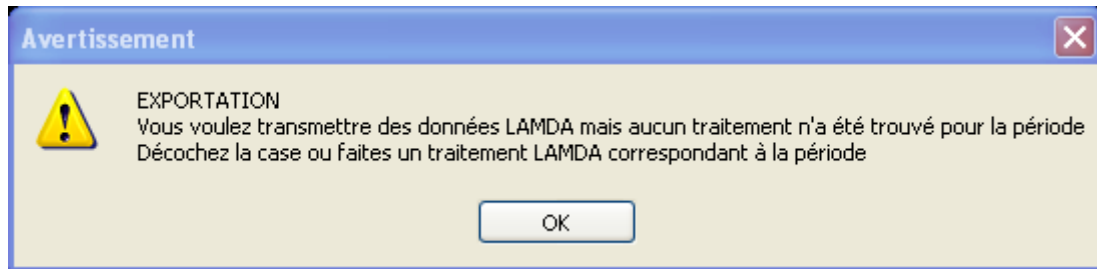 Avertissement
EXPORTATION
Vous voulez transmettre des données LAMDA mais aucun traitement n'a été trouvé pour la période
Décochez la case ou faites un traitement LAMDA correspondant à la période
OK